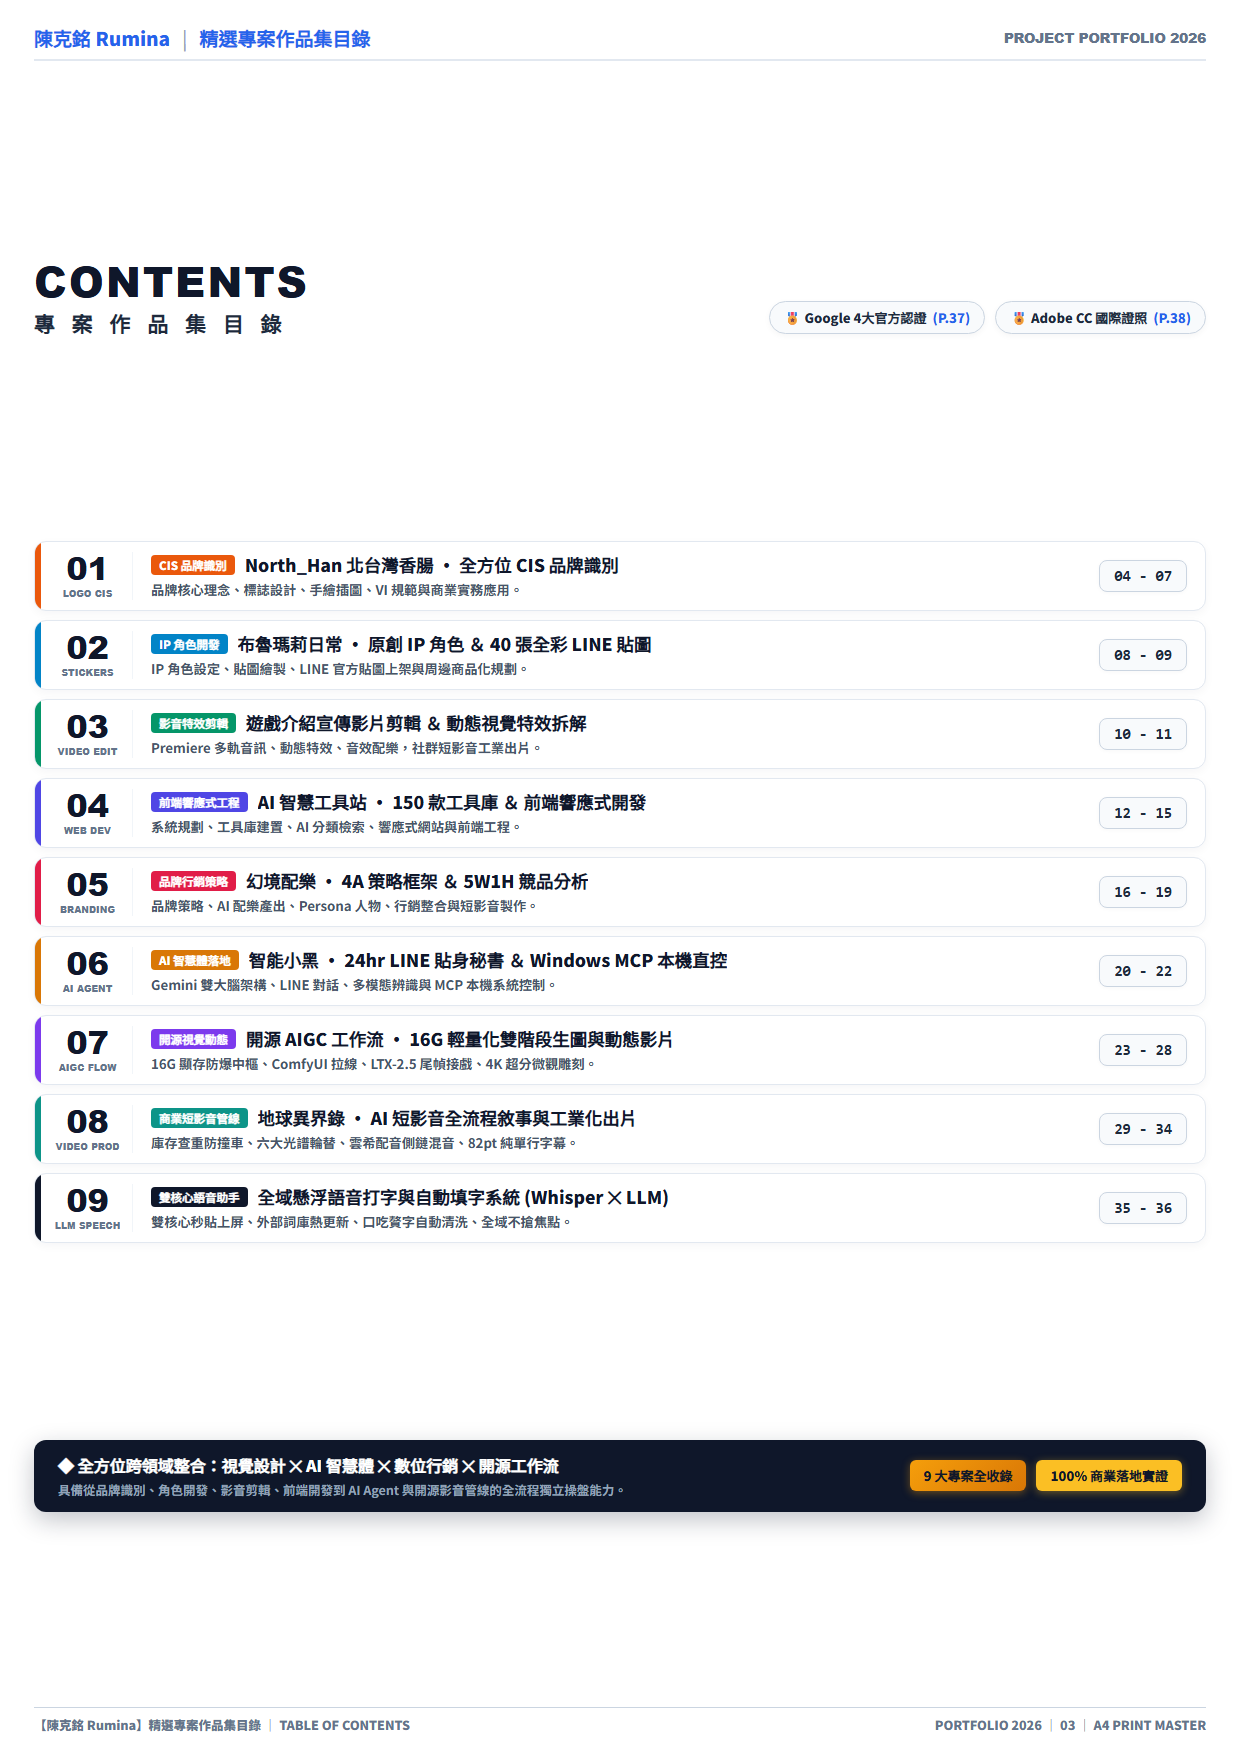 陳克銘 Rumina | 精選專案作品集目錄
PROJECT PORTFOLIO 2026
CONTENTS
專案作品集目錄
Google 4大官方認證 (P.37)
Adobe CC 國際證照 (P.38)
01
LOGO CIS
CIS 品牌識別 North_Han 北台灣香腸 • 全方位 CIS 品牌識別
品牌核心理念、標誌設計、手繪插圖、VI 規範與商業實務應用。
04 - 07
02
STICKERS
IP 角色開發 布魯瑪莉日常 • 原創 IP 角色 & 40 張全彩 LINE 貼圖
IP 角色設定、貼圖繪製、LINE 官方貼圖上架與周邊商品化規劃。
08 - 09
03
VIDEO EDIT
影音特效剪輯 遊戲介紹宣傳影片剪輯 & 動態視覺特效拆解
Premiere 多軌音訊、動態特效、音效配樂，社群短影音工業出片。
10 - 11
04
WEB DEV
前端響應式工程 AI 智慧工具站 • 150 款工具庫 & 前端響應式開發
系統規劃、工具庫建置、AI 分類檢索、響應式網站與前端工程。
12 - 15
05
BRANDING
品牌行銷策略 幻境配樂 • 4A 策略框架 & 5W1H 競品分析
品牌策略、AI 配樂產出、Persona 人物、行銷整合與短影音製作。
16 - 19
06
AI AGENT
AI 智慧體落地 智能小黑 • 24hr LINE 貼身秘書 & Windows MCP 本機直控
Gemini 雙大腦架構、LINE 對話、多模態辨識與 MCP 本機系統控制。
20 - 22
07
AIGC FLOW
開源視覺動態 開源 AIGC 工作流 • 16G 輕量化雙階段生圖與動態影片
16G 顯存防爆中樞、ComfyUI 拉線、LTX-2.5 尾幀接戲、4K 超分微觀雕刻。
23 - 28
08
VIDEO PROD
商業短影音管線 地球異界錄 • AI 短影音全流程敘事與工業化出片
庫存查重防撞車、六大光譜輪替、雲希配音側鏈混音、82pt 純單行字幕。
29 - 34
09
LLM SPEECH
雙核心語音助手 全域懸浮語音打字與自動填字系統 (Whisper × LLM)
雙核心秒貼上屏、外部詞庫熱更新、口吃贅字自動清洗、全域不搶焦點。
35 - 36
◆ 全方位跨領域整合：視覺設計 × AI 智慧體 × 數位行銷 × 開源工作流
具備從品牌識別、角色開發、影音剪輯、前端開發到 AI Agent 與開源影音管線的全流程獨立操盤能力。
9 大專案全收錄
100% 商業落地實證
【陳克銘 Rumina】精選專案作品集目錄 | TABLE OF CONTENTS
PORTFOLIO 2026 | 03 | A4 PRINT MASTER